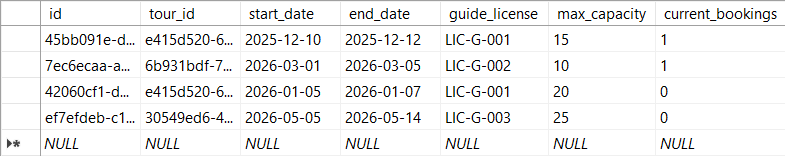 id tour_id start_date end_date guide_license max_capacity current_bookings
45bb091e-d... e415d520-6... 2025-12-10 2025-12-12 LIC-G-001 15 1
7ec6ecaa-a... 6b931bdf-7... 2026-03-01 2026-03-05 LIC-G-002 10 1
42060cf1-d... e415d520-6... 2026-01-05 2026-01-07 LIC-G-001 20 0
ef7efdeb-c1... 30549ed6-4... 2026-05-05 2026-05-14 LIC-G-003 25 0
NULL NULL NULL NULL NULL NULL NULL